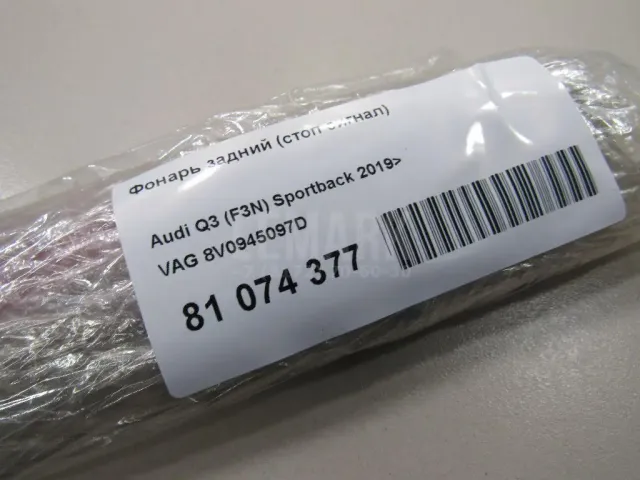 Фонарь задний (стоп сигнал)
Audi Q3 (F3N) Sportback 2019>
VAG 8V0945097D
81 074 377